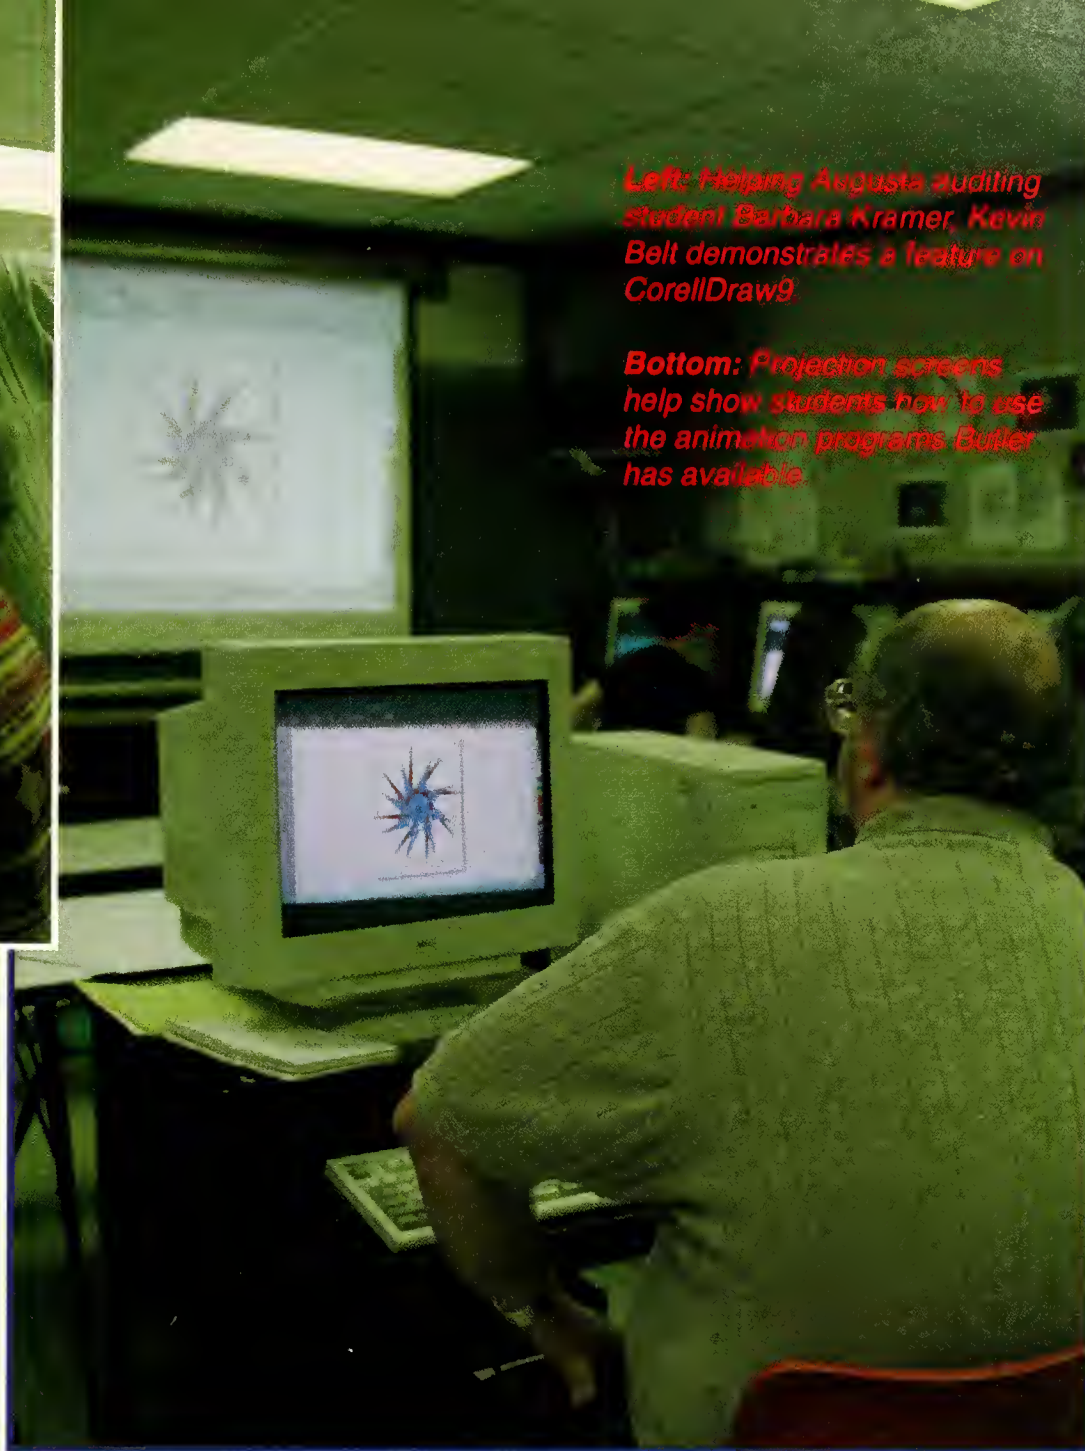 Left: Helping Augusta auditing
student Barbara Kramer, Kevin
Belt demonstrates a feature on
CorellDraw9
Bottom: Projection screens
help show students how to use
the animation programs Butler
has available.